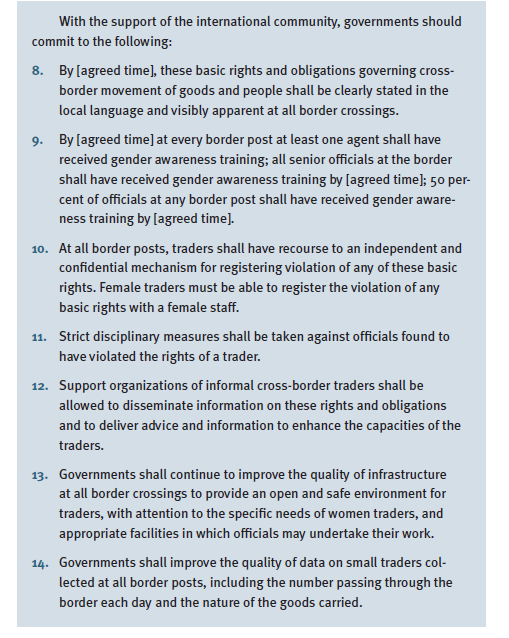 With the support of the international community, governments should
commit to the following:
8. By [agreed time], these basic rights and obligations governing cross-
border movement of goods and people shall be clearly stated in the
local language and visibly apparent at all border crossings.
9. By [agreed time] at every border post at least one agent shall have
received gender awareness training; all senior officials at the border
shall have received gender awareness training by [agreed time]; 50 per-
cent of officials at any border post shall have received gender aware-
ness training by [agreed time].
10. At all border posts, traders shall have recourse to an independent and
confidential mechanism for registering violation of any of these basic
rights. Female traders must be able to register the violation of any
basic rights with a female staff.
11. Strict disciplinary measures shall be taken against officials found to
have violated the rights of a trader.
12. Support organizations of informal cross-border traders shall be
allowed to disseminate information on these rights and obligations
and to deliver advice and information to enhance the capacities of the
traders.
13. Governments shall continue to improve the quality of infrastructure
at all border crossings to provide an open and safe environment for
traders, with attention to the specific needs of women traders, and
appropriate facilities in which officials may undertake their work.
14. Governments shall improve the quality of data on small traders col-
lected at all border posts, including the number passing through the
border each day and the nature of the goods carried.